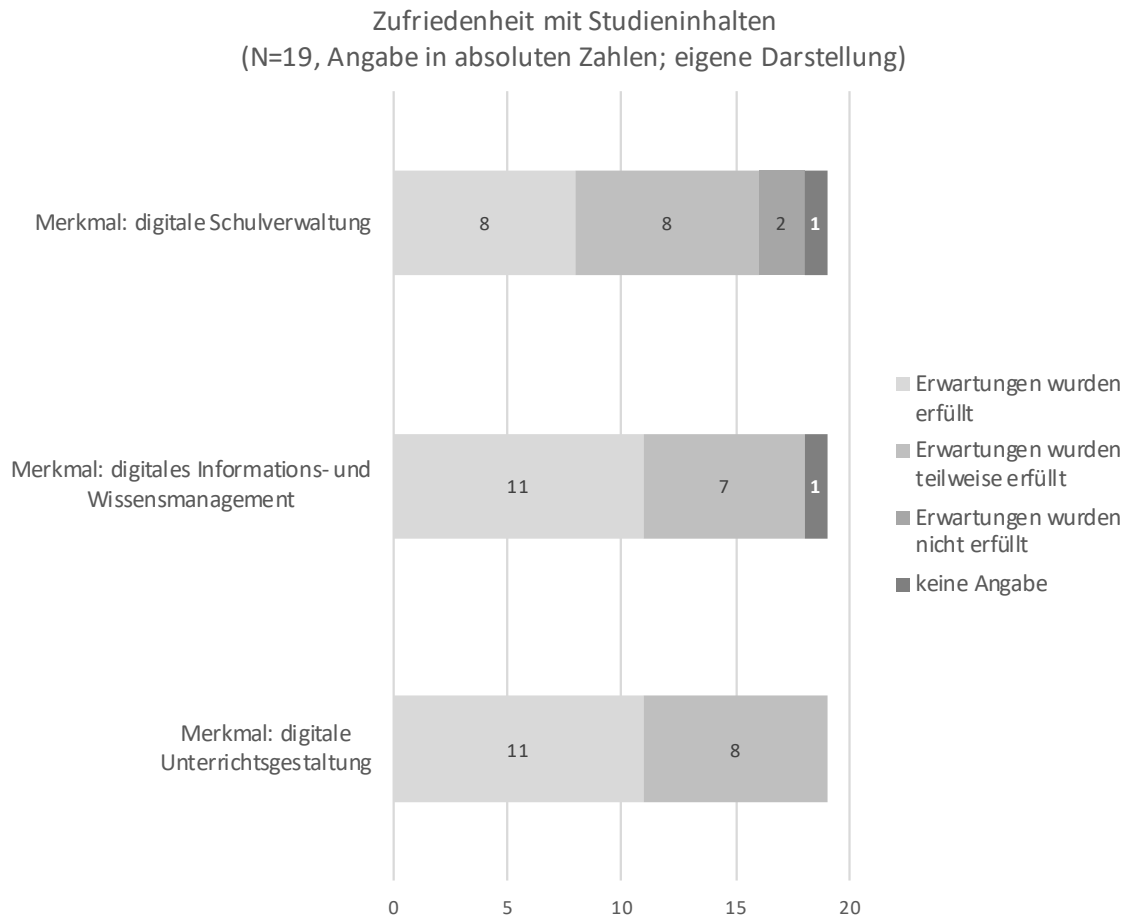 Zufriedenheit mit Studieninhalten
(N=19, Angabe in absoluten Zahlen; eigene Darstellung)
Merkmal: digitale Schulverwaltung
8
8
2
1
Merkmal: digitales Informations- und
Wissensmanagement
11
7
1
Merkmal: digitale
Unterrichtsgestaltung
11
8
0
5
10
15
20
Erwartungen wurden
erfüllt
Erwartungen wurden
teilweise erfüllt
Erwartungen wurden
nicht erfüllt
keine Angabe